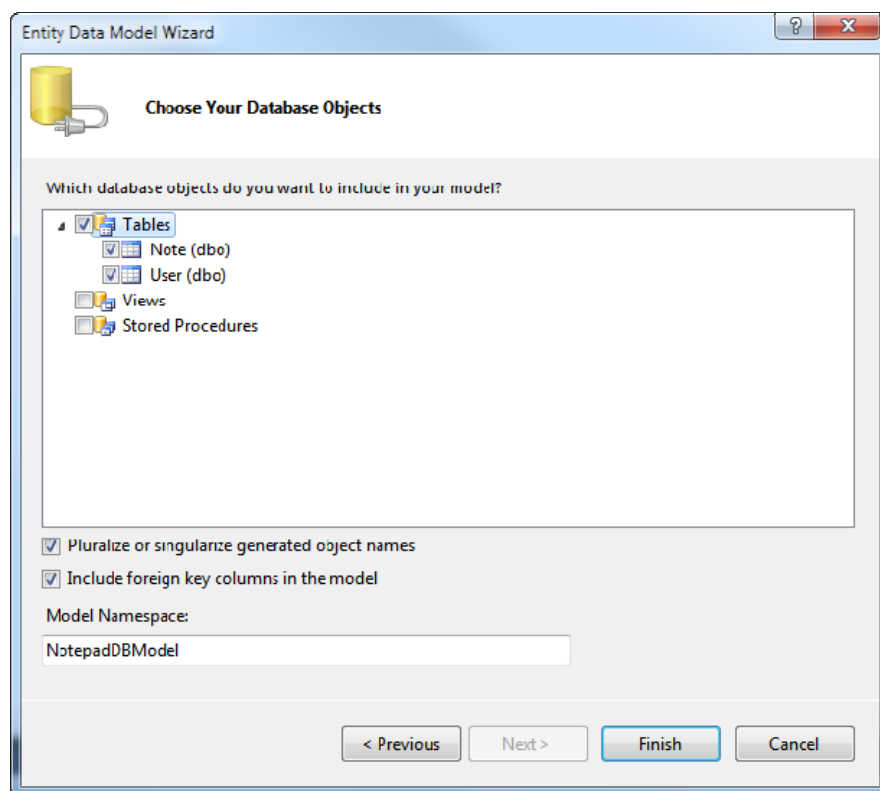 Entity Data Model Wizard
Choose Your Database Objects
Which database objects do you want to include in your model?
Tables
Note (dbo)
User (dbo)
Views
Stored Procedures
Pluralize or singularize generated object names
Include foreign key columns in the model
Model Namespace:
NotepadDBModel
< Previous
Next >
Finish
Cancel